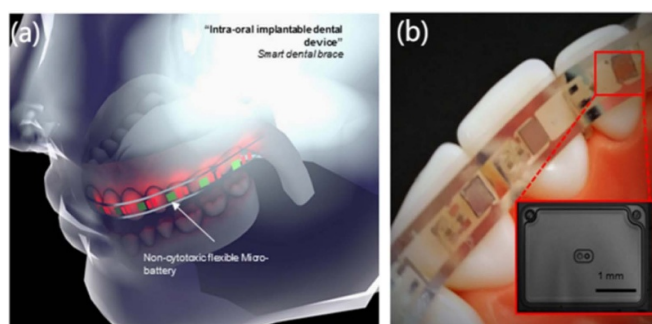 (a)
"Intra-oral implantable dental
device"
Smart dental brace
Non-cytotoxic flexible Micro-
battery
(b)
1 mm